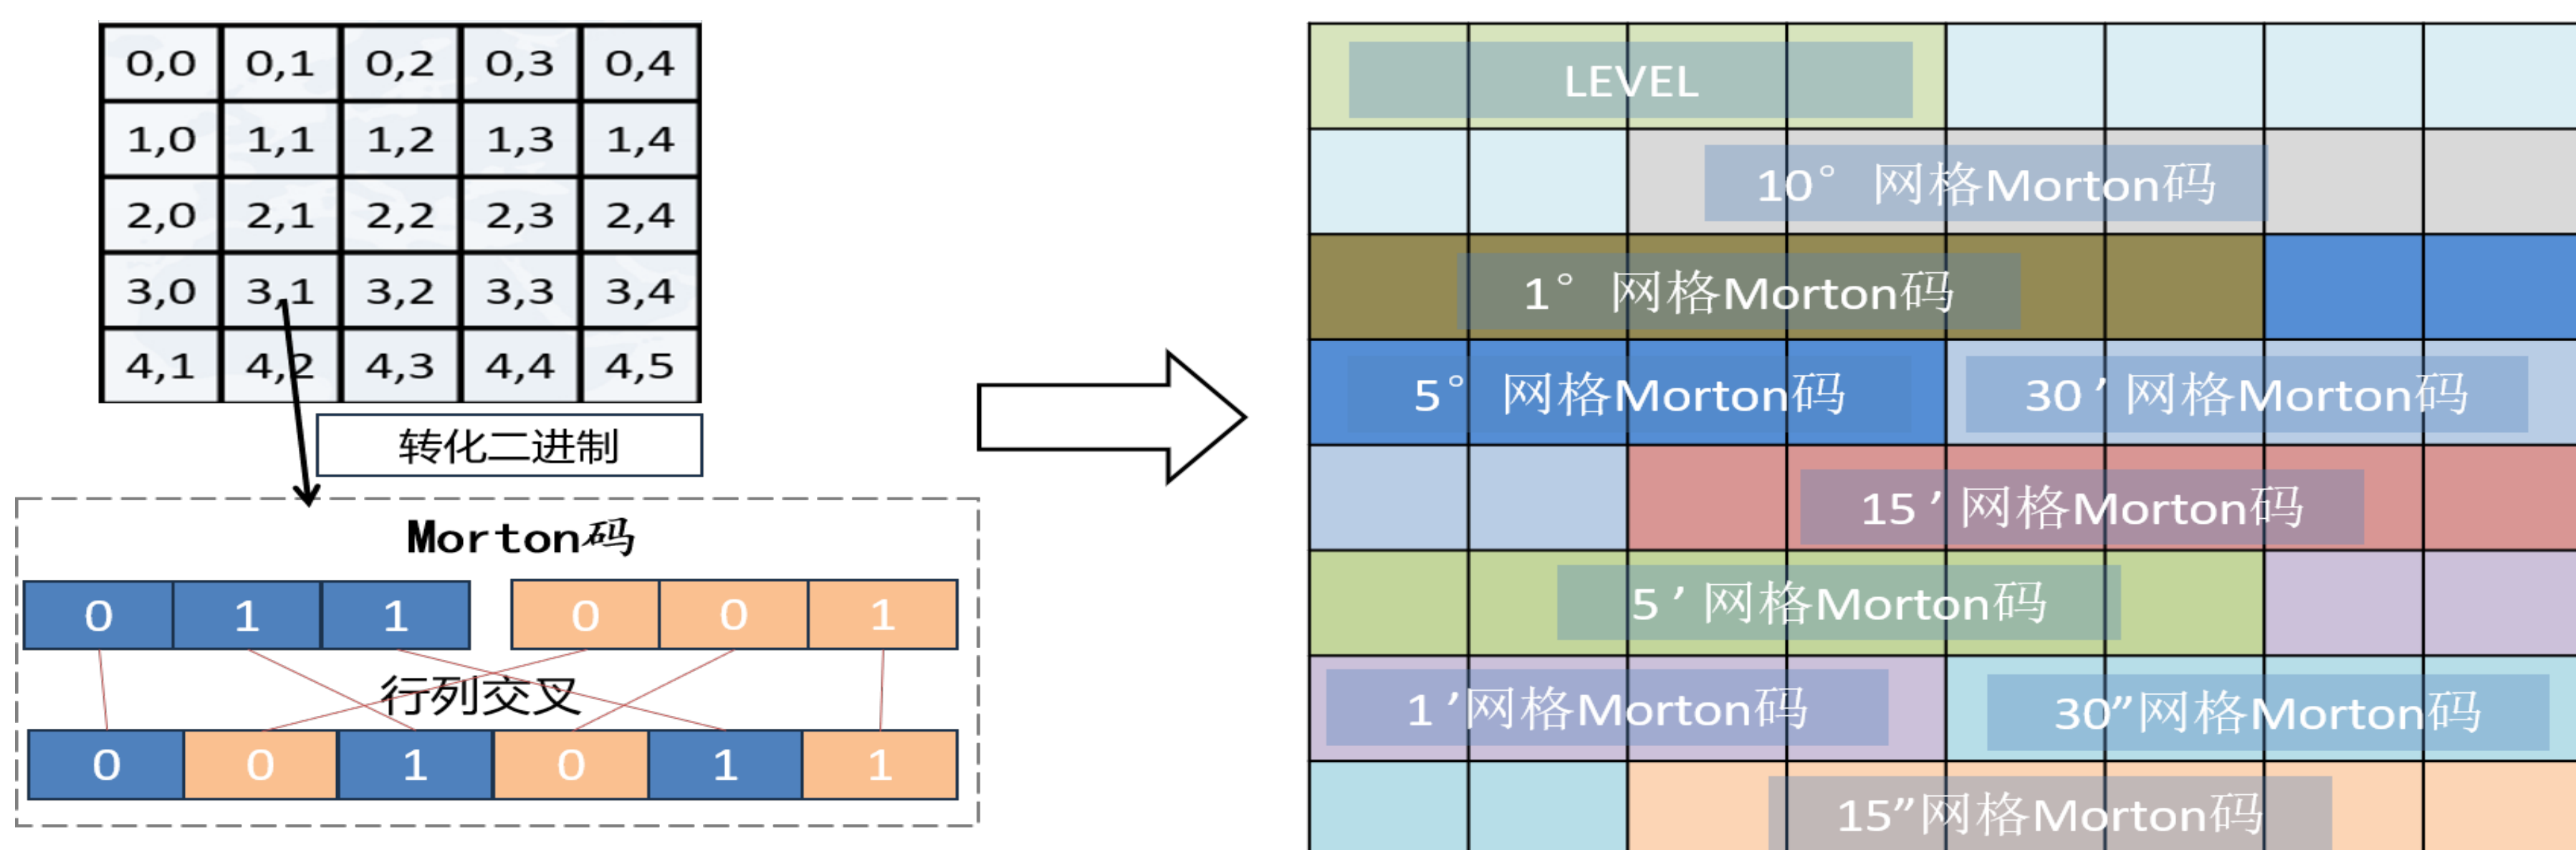 0,0 0,1 0,2 0,3 0,4
1,0 1,1 1,2 1,3 1,4
2,0 2,1 2,2 2,3 2,4
3,0 3,1 3,2 3,3 3,4
4,1 4,2 4,3 4,4 4,5
转化二进制
Morton码
0 1 1 0 0 1
行列交叉
0 0 1 0 1 1
LEVEL
10° 网格Morton码
1° 网格Morton码
5° 网格Morton码 30′网格Morton码
15′网格Morton码
5′网格Morton码
1′网格Morton码 30″网格Morton码
15″网格Morton码